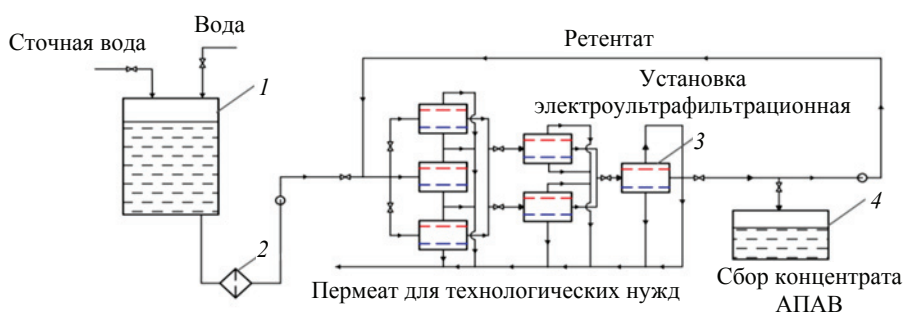 Сточная вода
Вода
1
2
Ретентат
Установка
электроультрафильтрационная
3
4
Пермеат для технологических нужд
Сбор концентрата
АПАВ